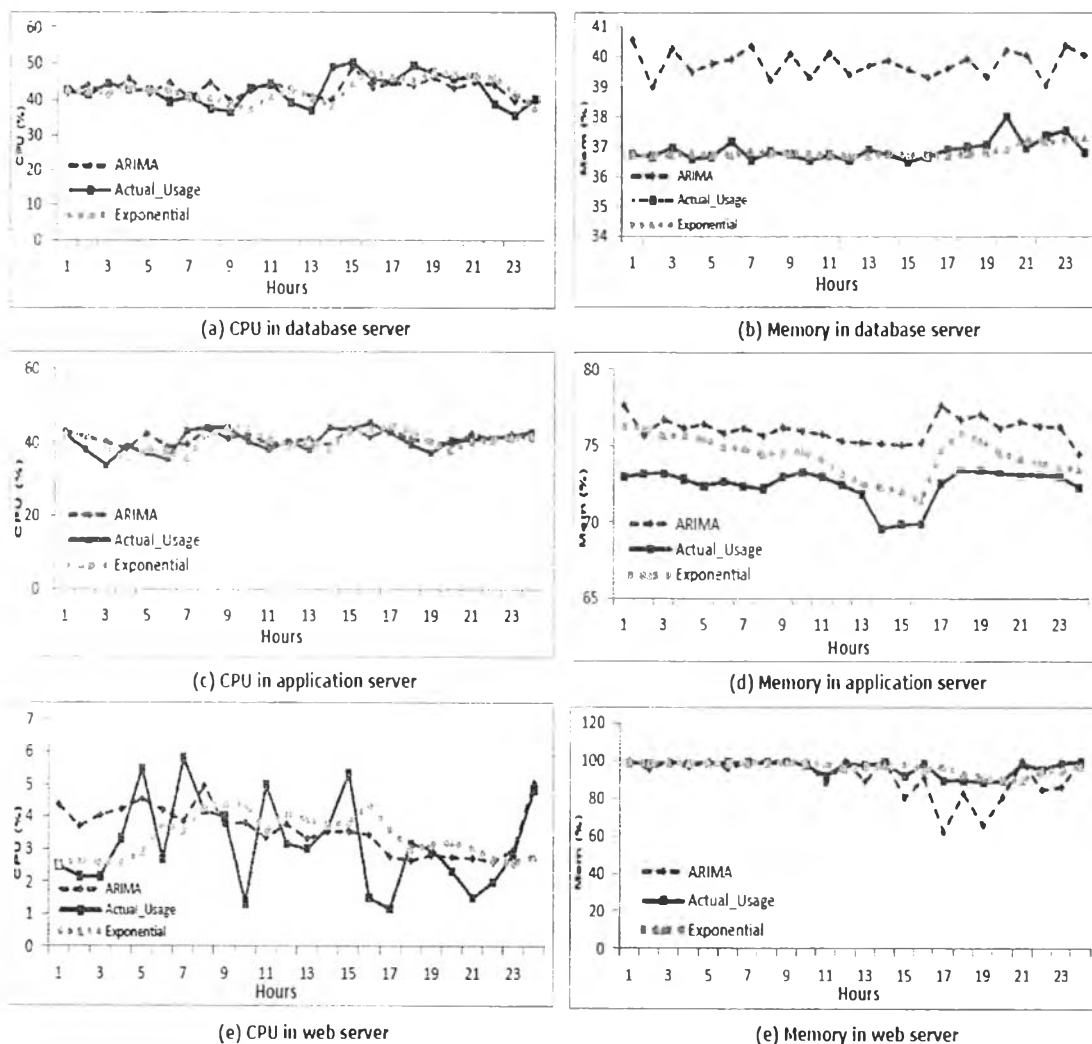 60
50
40
30
20
10
0
CPU (%)
ARIMA
Actual_Usage
Exponential
1 3 5 7 9 11 13 15 17 19 21 23
Hours
(a) CPU in database server
41
40
39
38
37
36
35
34
Mem (%)
ARIMA
Actual_Usage
Exponential
1 3 5 7 9 11 13 15 17 19 21 23
Hours
(b) Memory in database server
60
40
20
0
CPU (%)
ARIMA
Actual_Usage
Exponential
1 3 5 7 9 11 13 15 17 19 21 23
Hours
(c) CPU in application server
80
75
70
65
(%)
ARIMA
Actual_Usage
Exponential
1 3 5 7 9 11 13 15 17 19 21 23
Hours
(d) Memory in application server
7
6
5
4
3
2
1
0
CPU (%)
ARIMA
Actual_Usage
Exponential
1 3 5 7 9 11 13 15 17 19 21 23
Hours
(e) CPU in web server
120
100
80
60
40
20
0
Mem (%)
ARIMA
Actual_Usage
Exponential
1 3 5 7 9 11 13 15 17 19 21 23
Hours
(e) Memory in web server